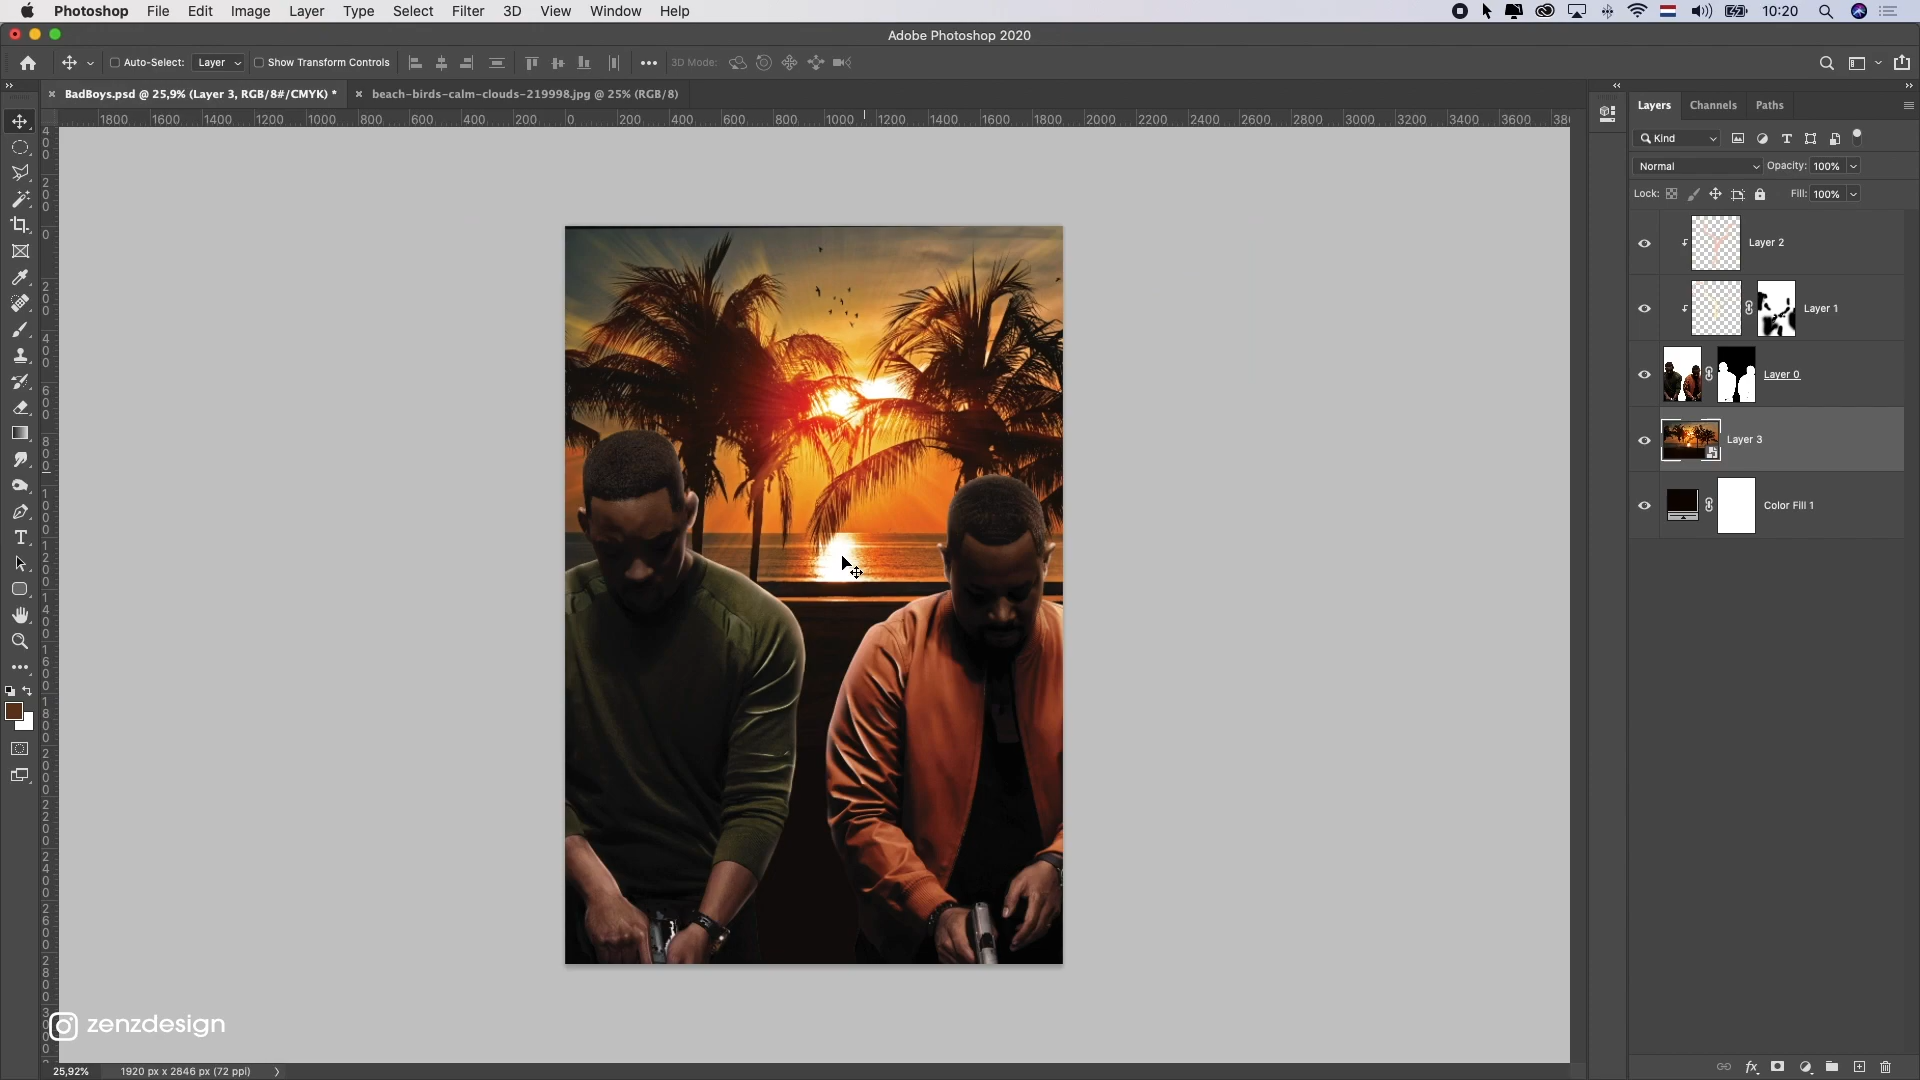 Photoshop File Edit Image Layer Type Select Filter 3D View Window Help 10:20
Adobe Photoshop 2020
Auto-Select: Layer Show Transform Controls 3D Mode:
BadBoys.psd @ 25,9% (Layer 3, RGB/8#/CMYK) * beach-birds-calm-clouds-219998.jpg @ 25% (RGB/8)
1800 1600 1400 1200 1000 800 600 400 200 0 200 400 600 800 1000 1200 1400 1600 1800 2000 2200 2400 2600 2800 3000 3200 3400 3600
Layers Channels Paths
Kind
Normal Opacity: 100%
Lock: Fill: 100%
Layer 2
Layer 1
Layer 0
Layer 3
Color Fill 1
zenzdesign
25,92% 1920 px x 2846 px (72 ppi)